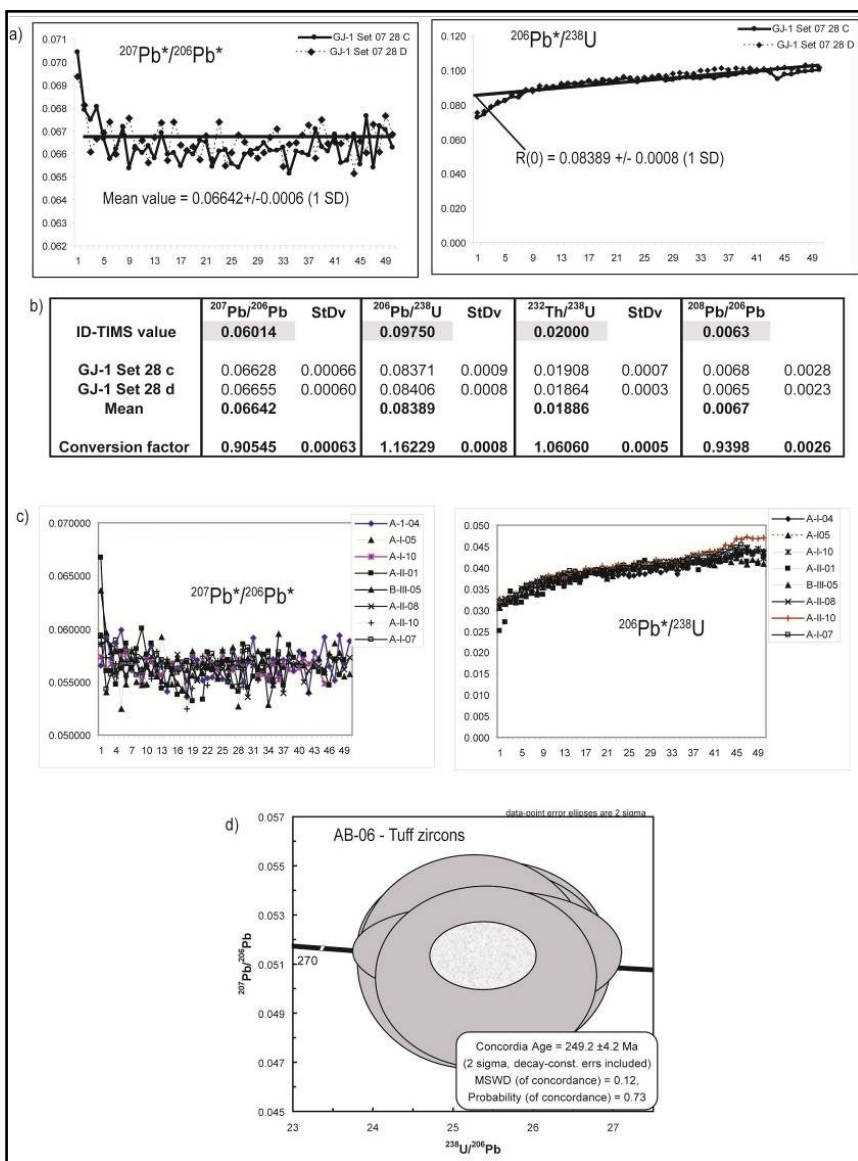 a)
207Pb*/206Pb*
GJ-1 Set 07 28 C
GJ-1 Set 07 28 D
0.071
0.070
0.069
0.068
0.067
0.066
0.065
0.064
0.063
0.062
Mean value = 0.06642+/-0.0006 (1 SD)
1 5 9 13 17 21 25 29 33 37 41 45 49
206Pb*/238U
GJ-1 Set 07 28 C
GJ-1 Set 07 28 D
0.120
0.100
0.080
0.060
0.040
0.020
0.000
R(0) = 0.08389 +/- 0.0008 (1 SD)
1 5 9 13 17 21 25 29 33 37 41 45 49
b)
207Pb/206Pb StDv 206Pb/238U StDv 232Th/238U StDv 208Pb/206Pb
ID-TIMS value 0.06014 0.09750 0.02000 0.0063
GJ-1 Set 28 c 0.06628 0.00066 0.08371 0.0009 0.01908 0.0007 0.0068 0.0028
GJ-1 Set 28 d 0.06655 0.00060 0.08406 0.0008 0.01864 0.0003 0.0065 0.0023
Mean 0.06642 0.08389 0.01886 0.0067
Conversion factor 0.90545 0.00063 1.16229 0.0008 1.06060 0.0005 0.9398 0.0026
c)
0.070000
0.065000
0.060000
0.055000
0.050000
207Pb*/206Pb*
A-1-04
A-I-05
A-I-10
A-II-01
B-III-05
A-II-08
A-II-10
A-I-07
1 4 7 10 13 16 19 22 25 28 31 34 37 40 43 46 49
0.050
0.045
0.040
0.035
0.030
0.025
0.020
0.015
0.010
0.005
0.000
206Pb*/238U
A-I-04
A-I05
A-I-10
A-II-01
B-III-05
A-II-08
A-II-10
A-I-07
1 5 9 13 17 21 25 29 33 37 41 45 49
d)
data-point error ellipses are 2 sigma
AB-06 - Tuff zircons
0.057
0.055
0.053
0.051
0.049
0.047
0.045
207Pb/206Pb
270
Concordia Age = 249.2 ±4.2 Ma
(2 sigma, decay-const. errs included)
MSWD (of concordance) = 0.12,
Probability (of concordance) = 0.73
23 24 25 26 27
238U/206Pb